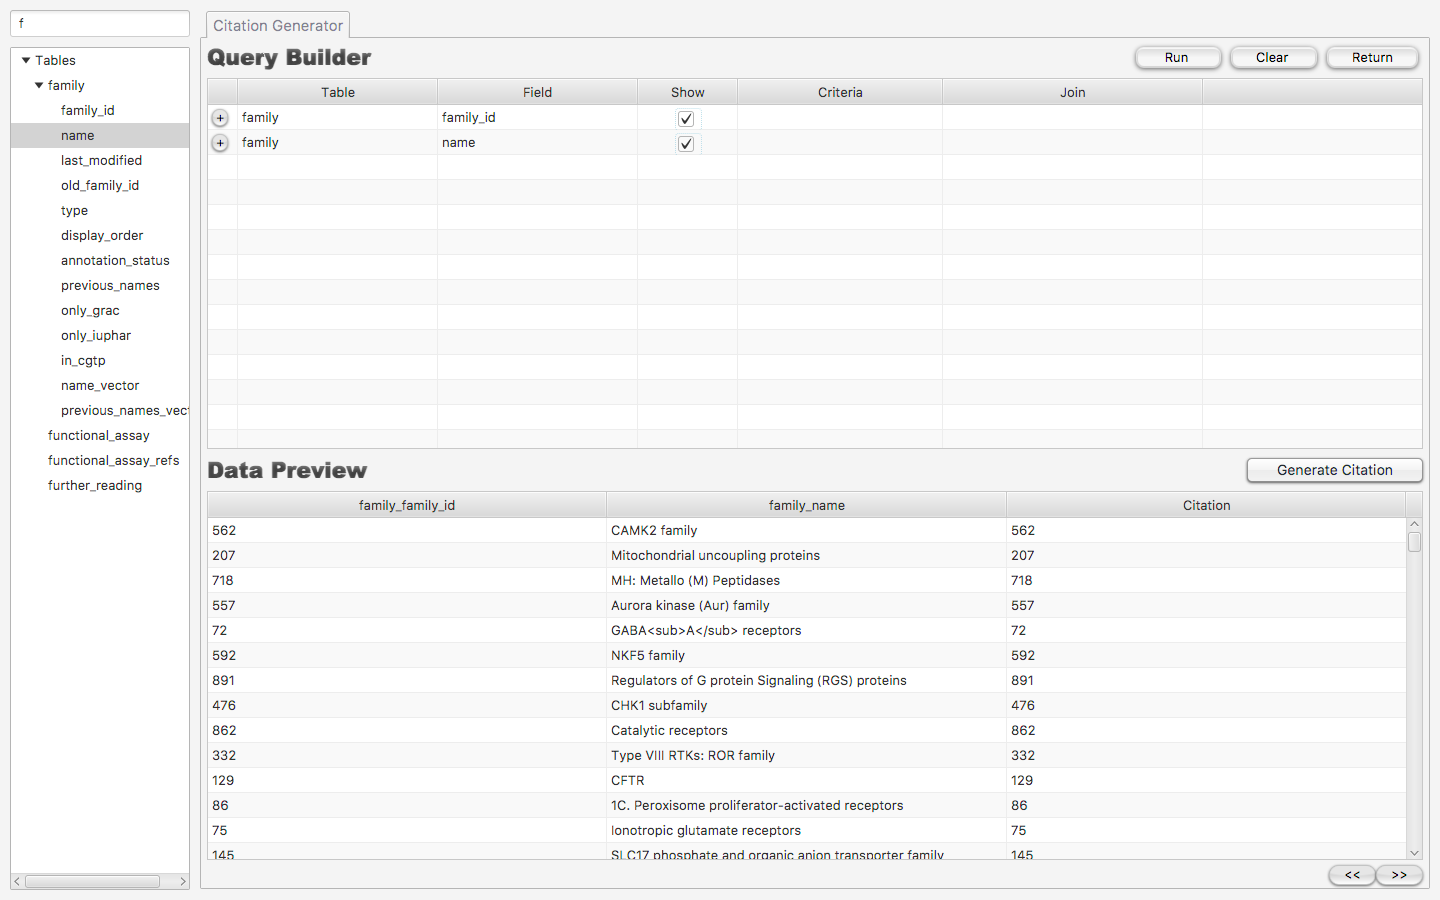 f
Tables
family
family_id
name
last_modified
old_family_id
type
display_order
annotation_status
previous_names
only_grac
only_iuphar
in_cgtp
name_vector
previous_names_vect
functional_assay
functional_assay_refs
further_reading
Citation Generator
Query Builder
Run Clear Return
Table Field Show Criteria Join
+ family family_id
+ family name
Data Preview
Generate Citation
family_family_id family_name Citation
562 CAMK2 family 562
207 Mitochondrial uncoupling proteins 207
718 MH: Metallo (M) Peptidases 718
557 Aurora kinase (Aur) family 557
72 GABA<sub>A</sub> receptors 72
592 NKF5 family 592
891 Regulators of G protein Signaling (RGS) proteins 891
476 CHK1 subfamily 476
862 Catalytic receptors 862
332 Type VIII RTKs: ROR family 332
129 CFTR 129
86 1C. Peroxisome proliferator-activated receptors 86
75 Ionotropic glutamate receptors 75
145 SLC17 phosphate and organic anion transporter family 145
<< >>